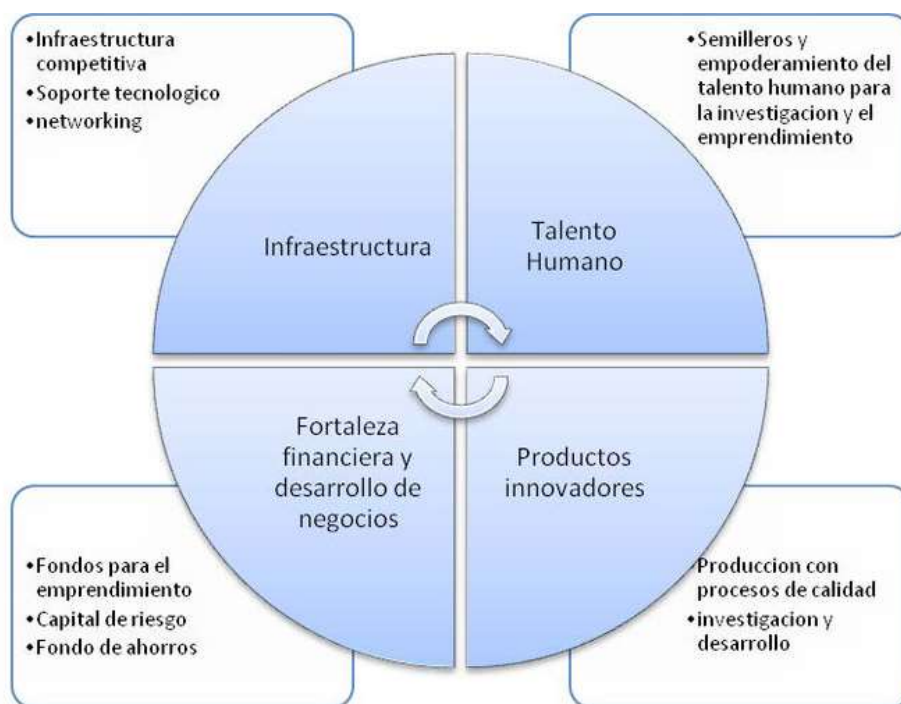 •Infraestructura
competitiva
•Soporte tecnologico
•networking
•Semilleros y
empoderamiento del
talento humano para
la investigacion y el
emprendimiento
Infraestructura
Talento
Humano
Fortaleza
financiera y
desarrollo de
negocios
Productos
innovadores
•Fondos para el
emprendimiento
•Capital de riesgo
•Fondo de ahorros
Produccion con
procesos de calidad
•investigacion y
desarrollo